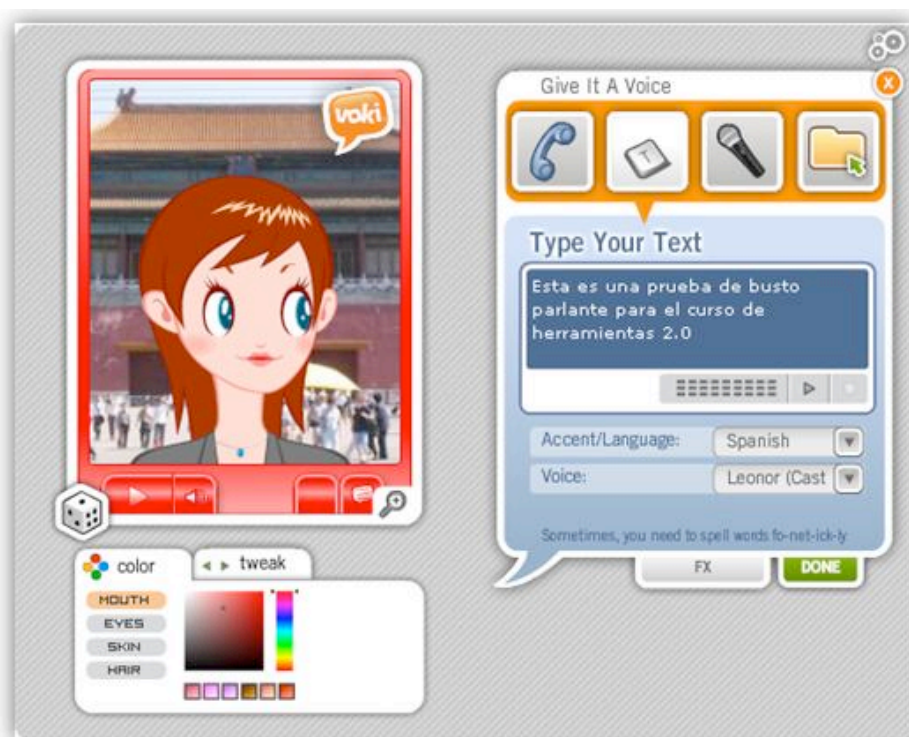 voki
Give It A Voice
X
T
Type Your Text
Esta es una prueba de busto
parlante para el curso de
herramientas 2.0
Accent/Language:
Spanish
Voice:
Leonor (Cast
Sometimes, you need to spell words fo-net-ick-ly
FX
DONE
color
tweak
MOUTH
EYES
SKIN
HAIR